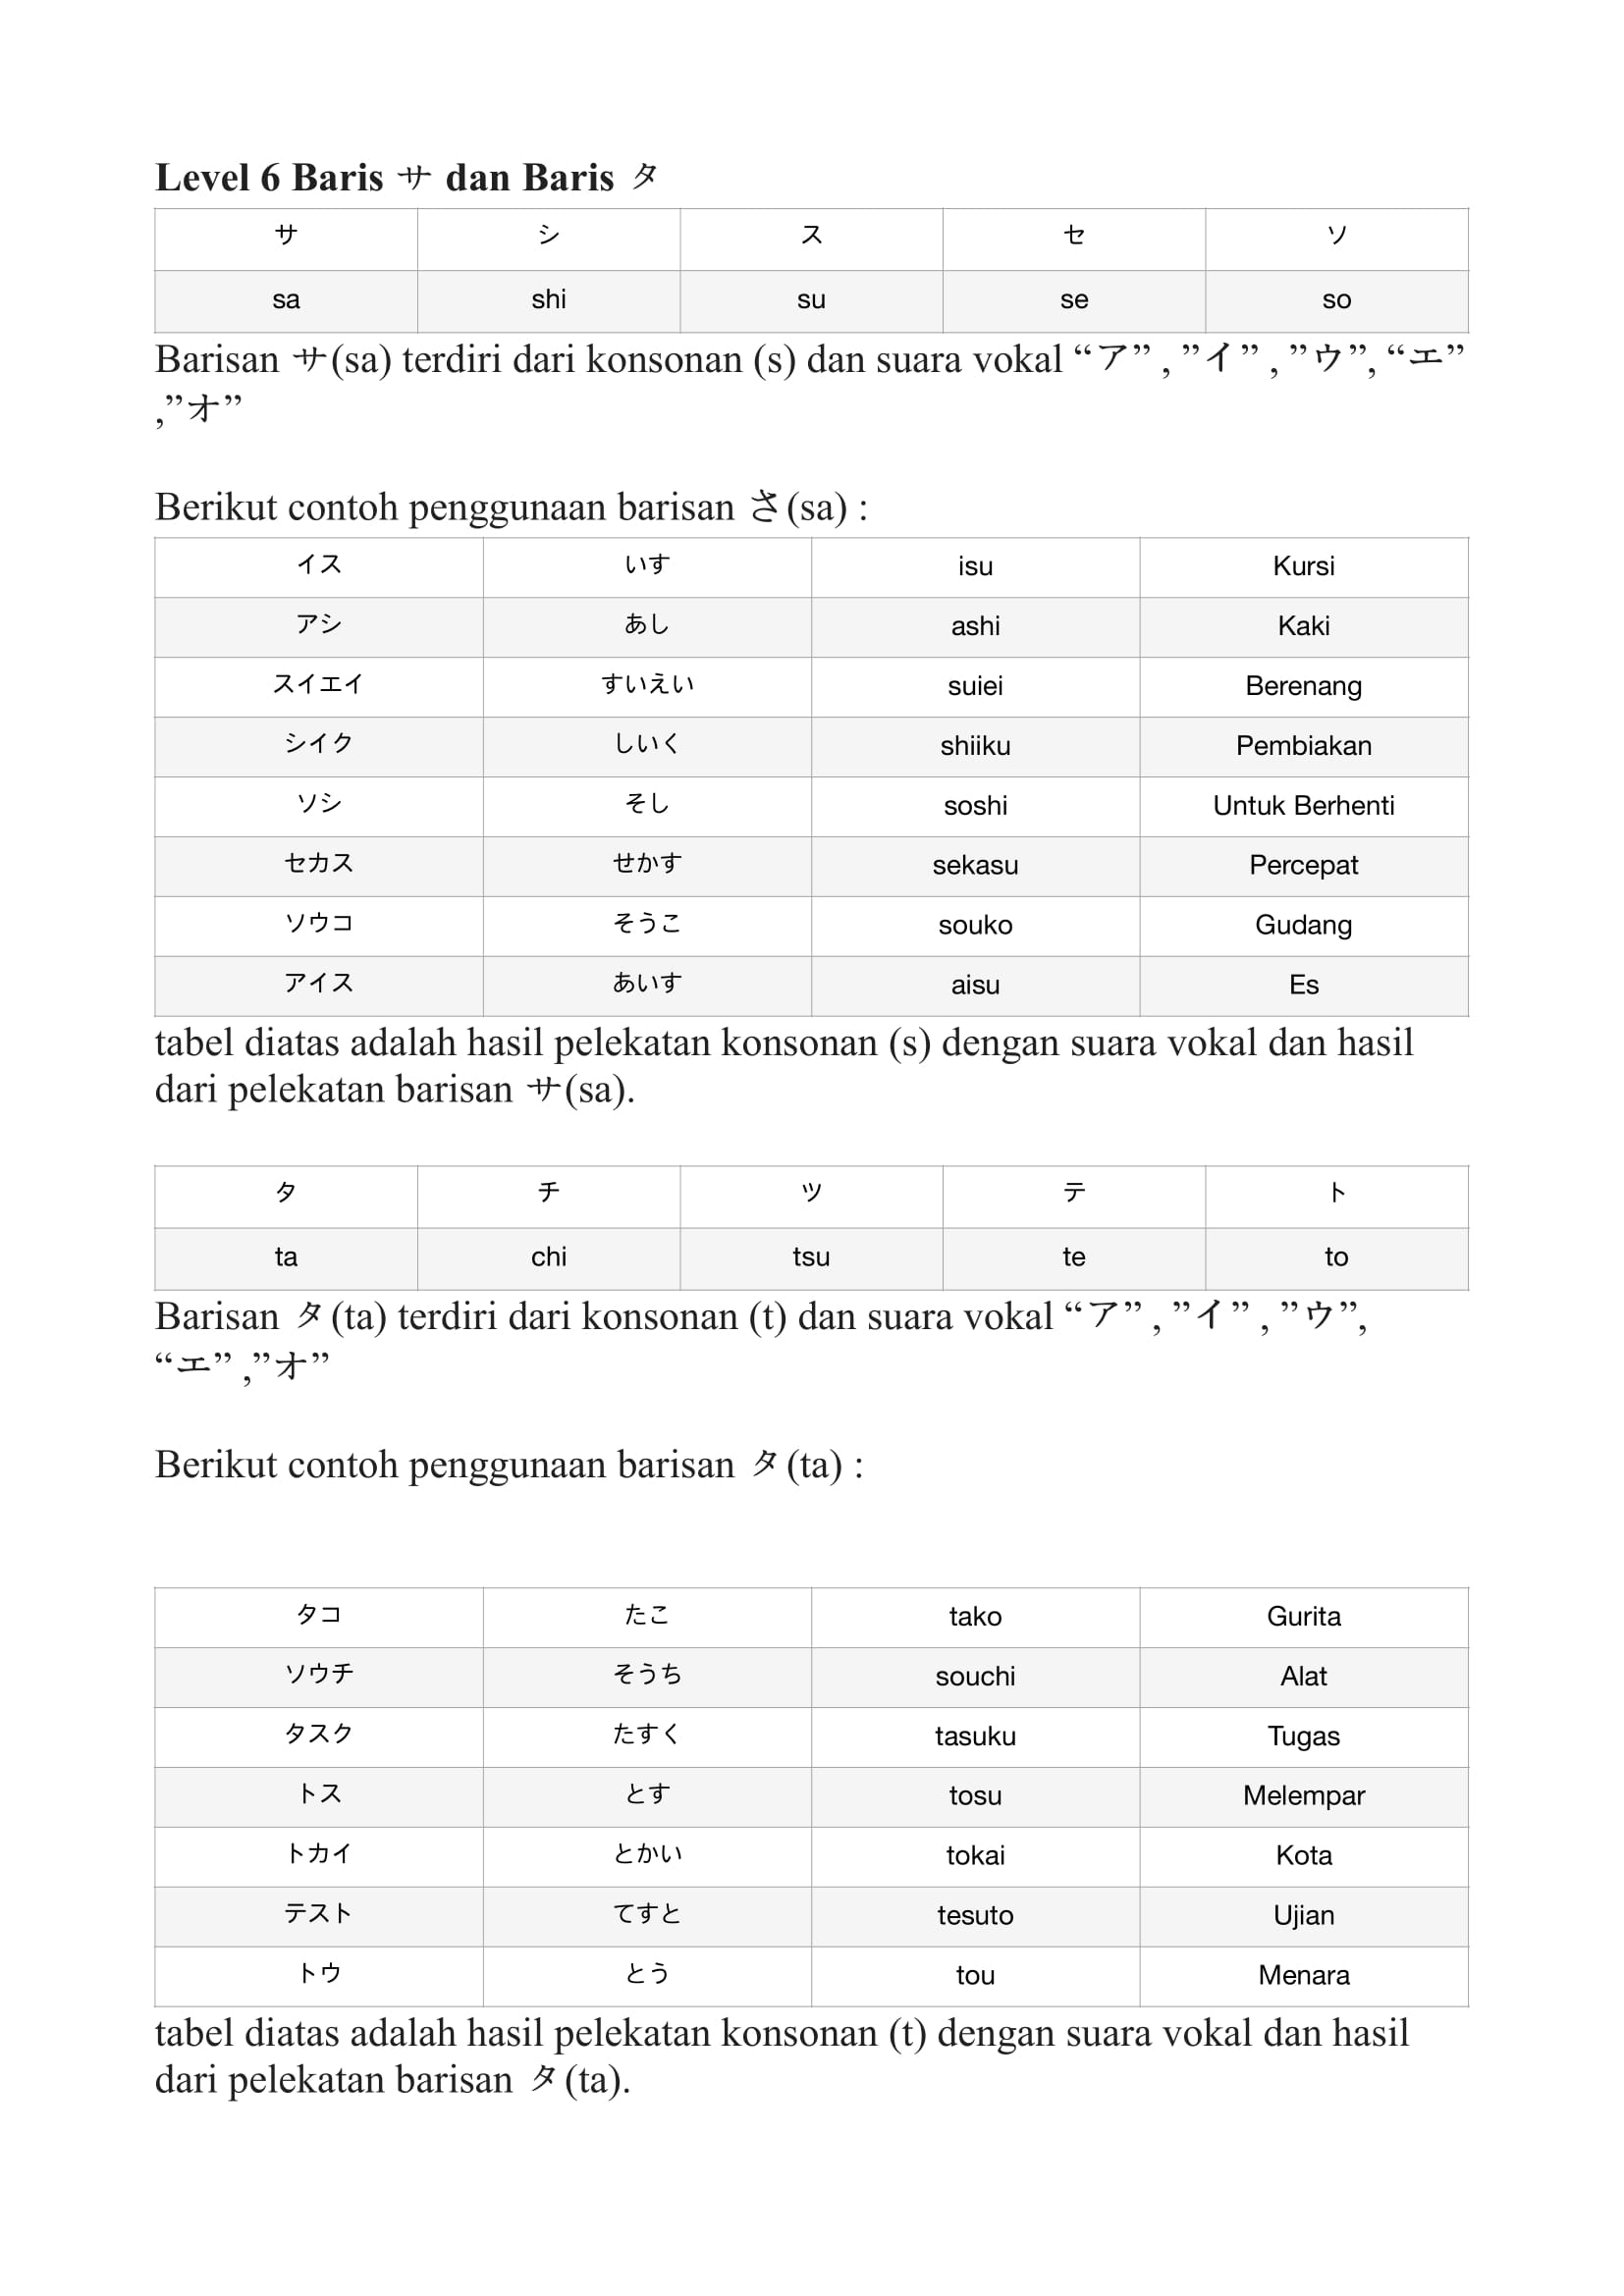 Level 6 Baris サ dan Baris タ
サ シ ス セ ソ
sa shi su se so
Barisan サ(sa) terdiri dari konsonan (s) dan suara vokal “ア” , ”イ” , ”ウ”, “エ”
,”オ”
Berikut contoh penggunaan barisan さ(sa) :
イス いす isu Kursi
アシ あし ashi Kaki
スイエイ すいえい suiei Berenang
シイク しいく shiiku Pembiakan
ソシ そし soshi Untuk Berhenti
セカス せかす sekasu Percepat
ソウコ そうこ souko Gudang
アイス あいす aisu Es
tabel diatas adalah hasil pelekatan konsonan (s) dengan suara vokal dan hasil
dari pelekatan barisan サ(sa).
タ チ ツ テ ト
ta chi tsu te to
Barisan タ(ta) terdiri dari konsonan (t) dan suara vokal “ア” , ”イ” , ”ウ”,
“エ” ,”オ”
Berikut contoh penggunaan barisan タ(ta) :
タコ たこ tako Gurita
ソウチ そうち souchi Alat
タスク たすく tasuku Tugas
トス とす tosu Melempar
トカイ とかい tokai Kota
テスト てすと tesuto Ujian
トウ とう tou Menara
tabel diatas adalah hasil pelekatan konsonan (t) dengan suara vokal dan hasil
dari pelekatan barisan タ(ta).